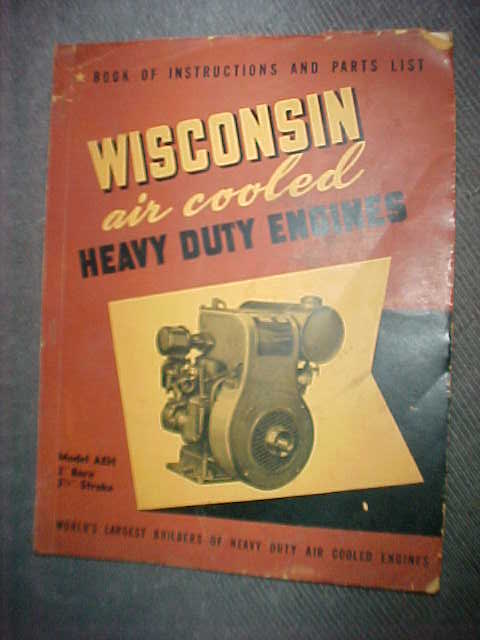 BOOK OF INSTRUCTIONS AND PARTS LIST
WISCONSIN
air cooled
HEAVY DUTY ENGINES
Model
Bore
Stroke
WORLD'S LARGEST BUILDERS OF HEAVY DUTY AIR COOLED ENGINES